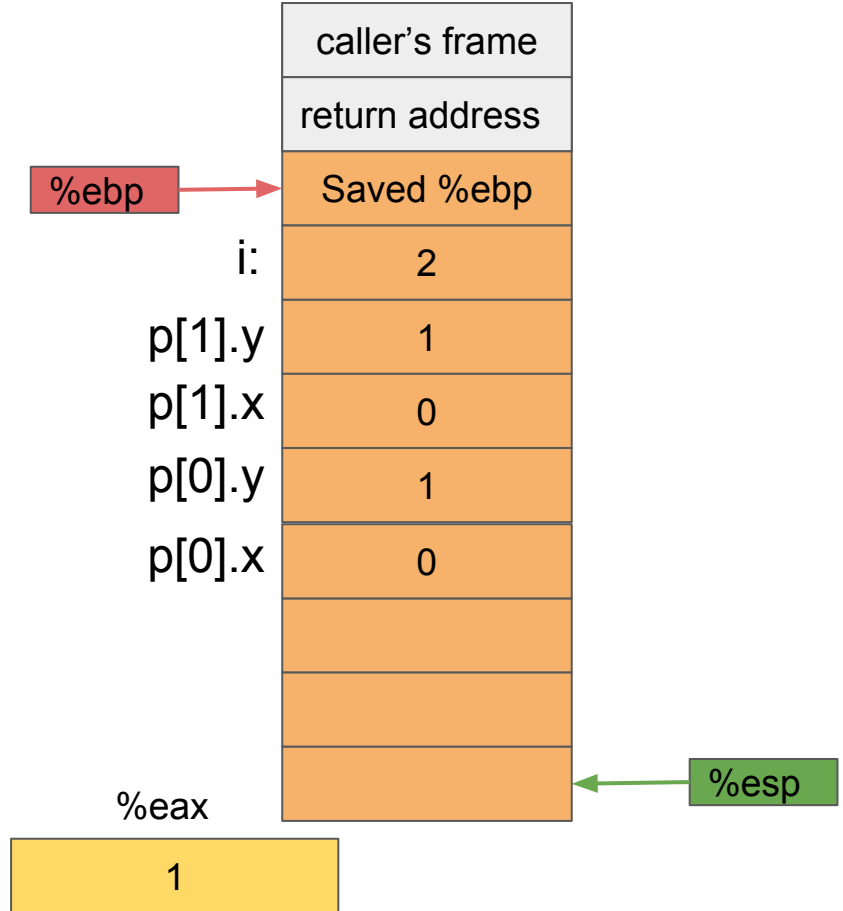 caller’s frame
return address
%ebp
Saved %ebp
i:
2
p[1].y
1
p[1].x
0
p[0].y
1
p[0].x
0
%esp
%eax
1